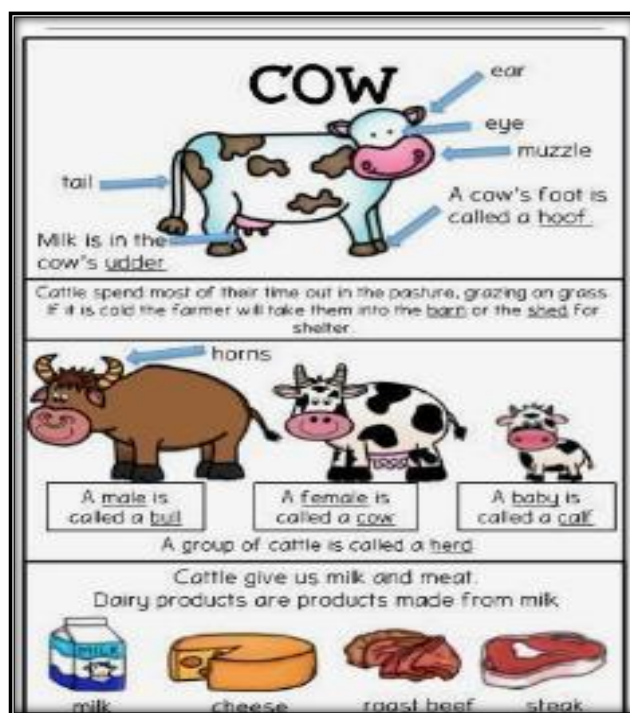 COW
ear
eye
muzzle
tail
A cow's foot is
called a hoof.
Milk is in the
cow's udder.
Cattle spend most of their time out in the pasture, grazing on grass.
If it is cold the farmer will take them into the barn or the shed for
shelter.
horns
A male is
called a bull
A female is
called a cow
A baby is
called a calf
A group of cattle is called a herd
Cattle give us milk and meat.
Dairy products are products made from milk
MILK
milk
cheese
roast beef
steak